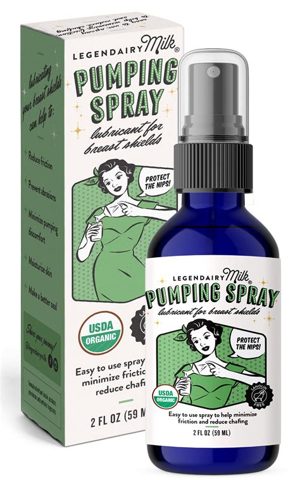 LEGENDAIRY Milk®
PUMPING
SPRAY
lubricant for
breast shields
PROTECT
THE NIPS!
USDA
ORGANIC
Easy to use spray to help
minimize friction
reduce chafing
2 FL OZ (59 ML)
lubricating
your breast shields
can help to:
Reduce friction
Prevent abrasions
Minimize pumping
discomfort
Moisturize skin
Make a better seal
LEGENDAIRY Milk
PUMPING SPRAY
lubricant for breast shields
PROTECT
THE NIPS!
USDA
ORGANIC
Easy to use spray to help minimize
friction and reduce chafing
2 FL OZ (59 ML)